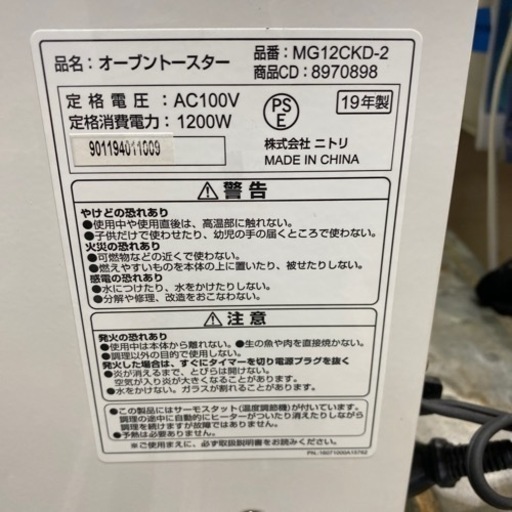 品名：オーブントースター
品番：MG12CKD-2
商品CD：8970898
定格電圧：AC100V
定格消費電力：1200W
PS
E
19年製
901194011009
株式会社 ニトリ
MADE IN CHINA
警告
やけどの恐れあり
●使用中や使用直後は、高温部に触れない。
●子供だけで使わせたり、幼児の手の届くところで使わない。
火災の恐れあり
●可燃物などの近くで使わない。
●燃えやすいものを本体の上に置いたり、被せたりしない。
感電の恐れあり
●水につけたり、水をかけたりしない。
●分解や修理、改造をおこなわない。
注意
発火の恐れあり
●使用中は本体から離れない。●生の魚や肉を直接焼かない。
●調理以外の目的で使用しない。
発火した場合は、すぐにタイマーを切り電源プラグを抜く
●炎が消えるまで、とびらは開けない。
空気が入り炎が大きくなることがあります。
●水をかけない。ガラスが割れることがあります。
●この製品にはサーモスタット（温度調節機）が付いています。
調理の途中に自動的にヒーターがついたり消えたりしながら
調理を続けますが故障ではありません。
●予熱は必要ありません。
※ご使用まえに、必ず取扱説明書をお読みください。